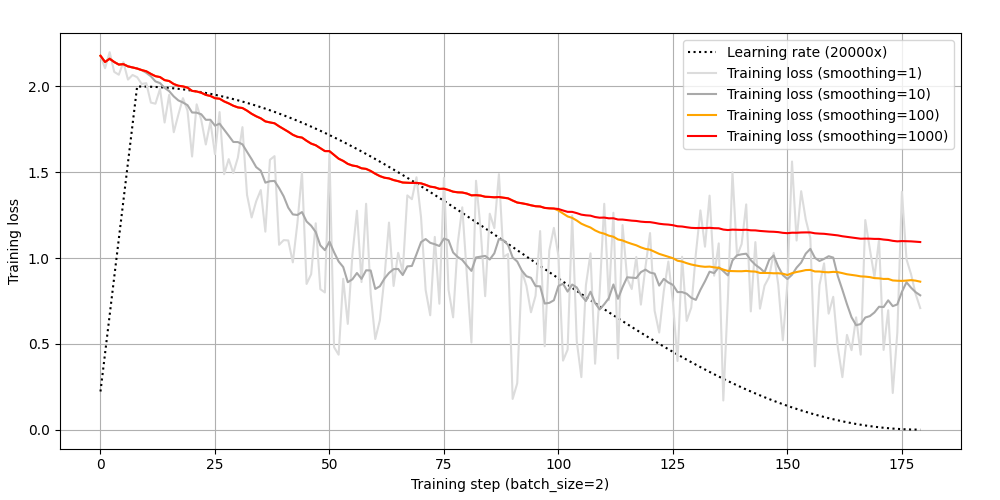 Learning rate (20000x)
Training loss (smoothing=1)
Training loss (smoothing=10)
Training loss (smoothing=100)
Training loss (smoothing=1000)
Training loss
2.0
1.5
1.0
0.5
0.0
0 25 50 75 100 125 150 175
Training step (batch_size=2)